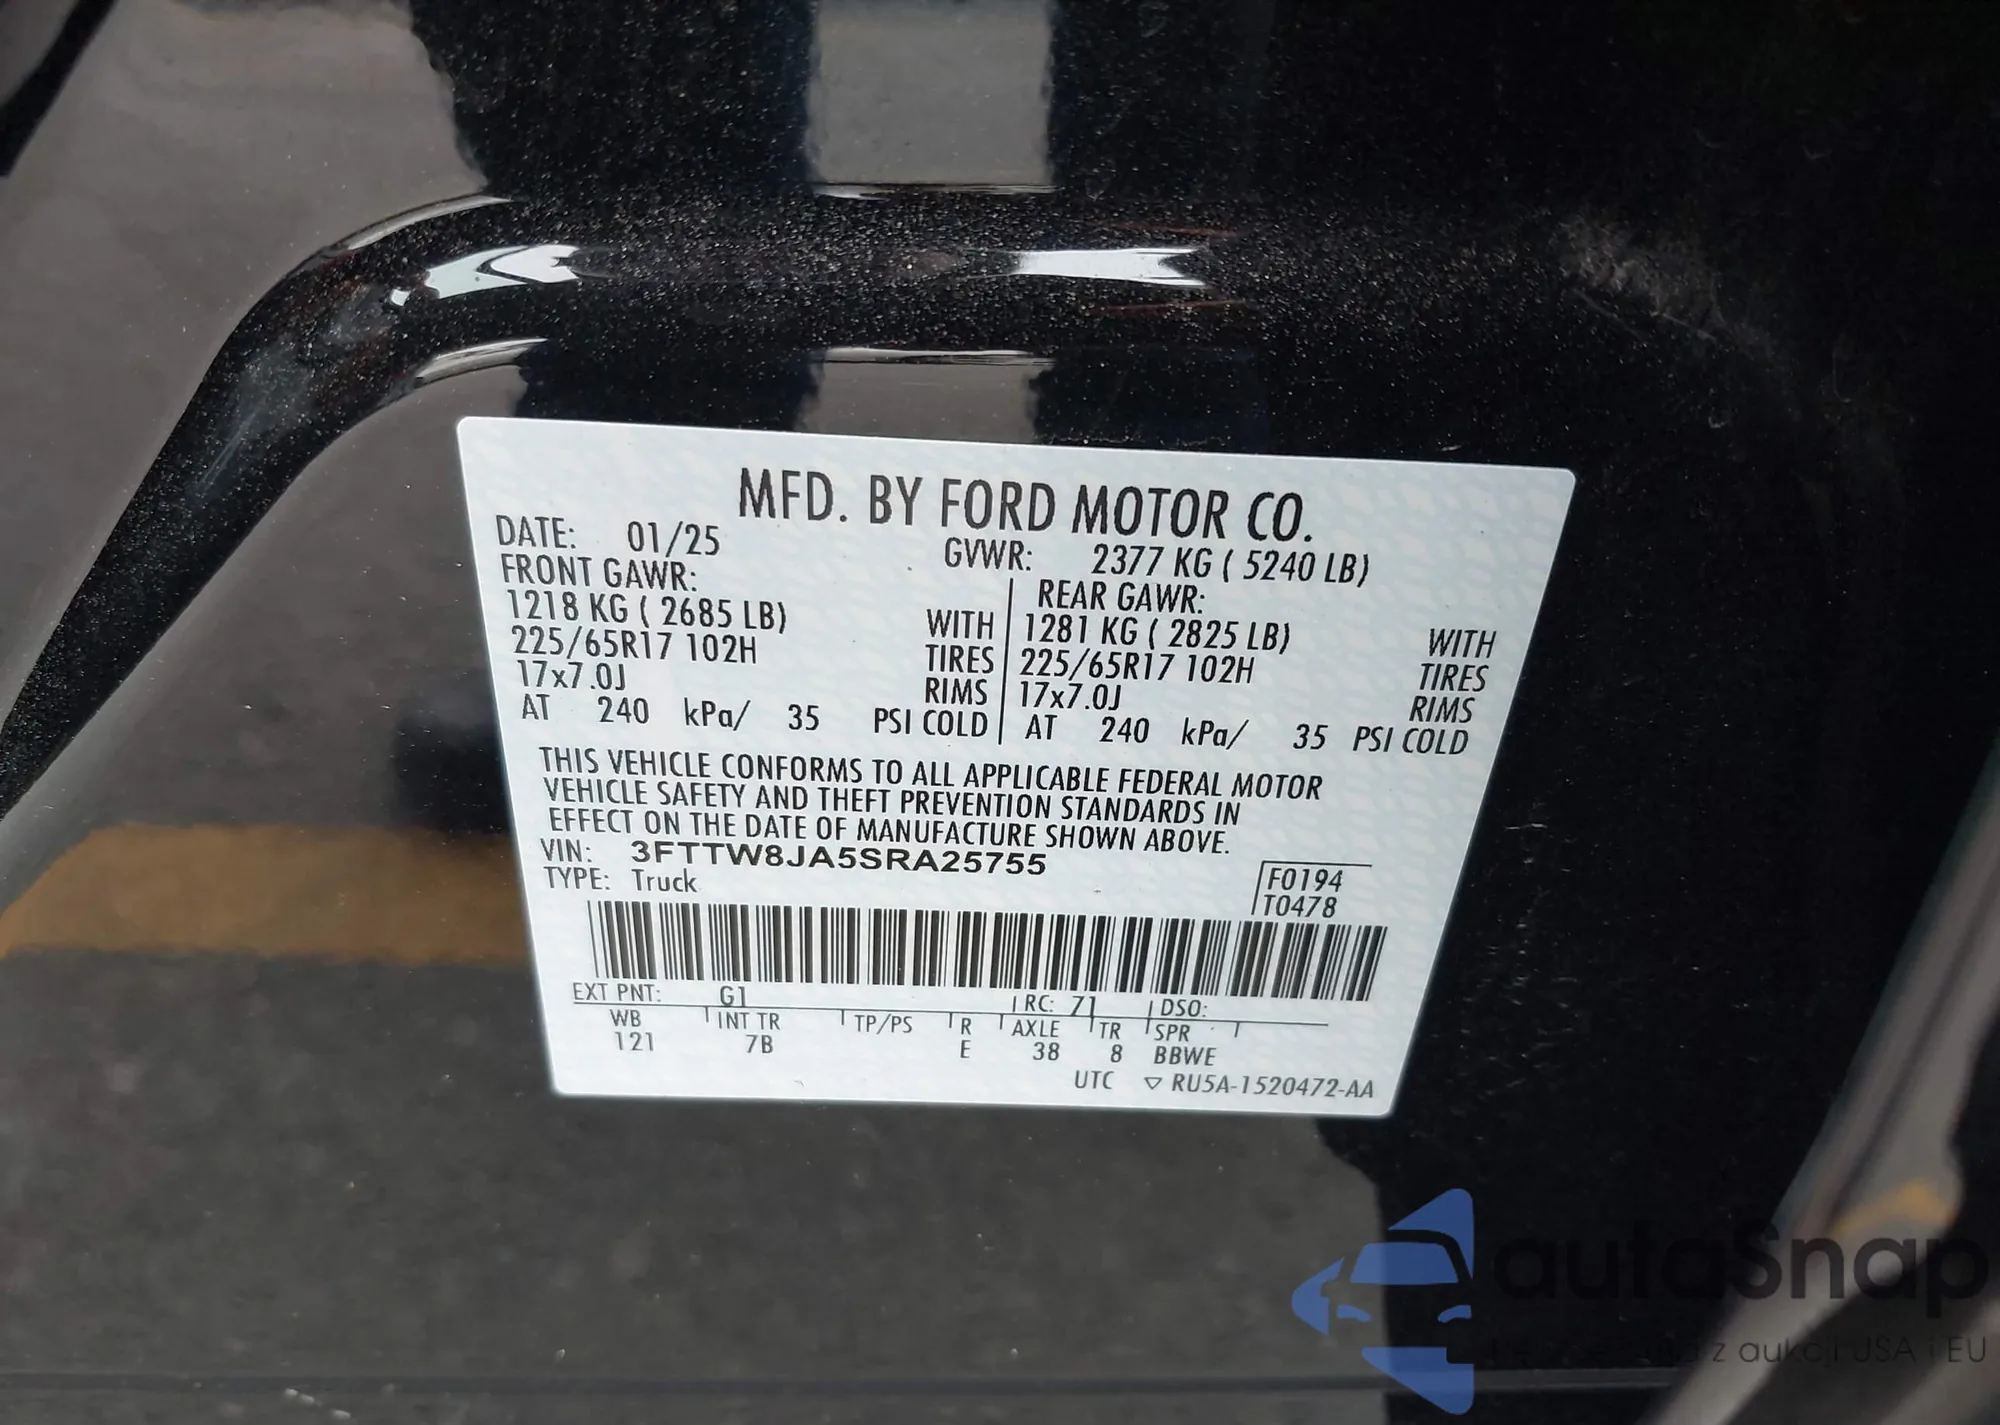 MFD. BY FORD MOTOR CO.
DATE: 01/25 GVWR: 2377 KG ( 5240 LB)
FRONT GAWR: REAR GAWR:
1218 KG ( 2685 LB) WITH 1281 KG ( 2825 LB) WITH
225/65R17 102H TIRES 225/65R17 102H TIRES
17x7.0J RIMS 17x7.0J RIMS
AT 240 kPa/ 35 PSI COLD AT 240 kPa/ 35 PSI COLD
THIS VEHICLE CONFORMS TO ALL APPLICABLE FEDERAL MOTOR
VEHICLE SAFETY AND THEFT PREVENTION STANDARDS IN
EFFECT ON THE DATE OF MANUFACTURE SHOWN ABOVE.
VIN: 3FTTW8JA5SRA25755
TYPE: Truck
F0194
T0478
EXT PNT: G1 RC: 71 DSO:
WB INT TR TP/PS R AXLE TR SPR
121 7B E 38 8 BBWE
UTC ▽ RU5A-1520472-AA
autaSnap
z aukcji USA i EU